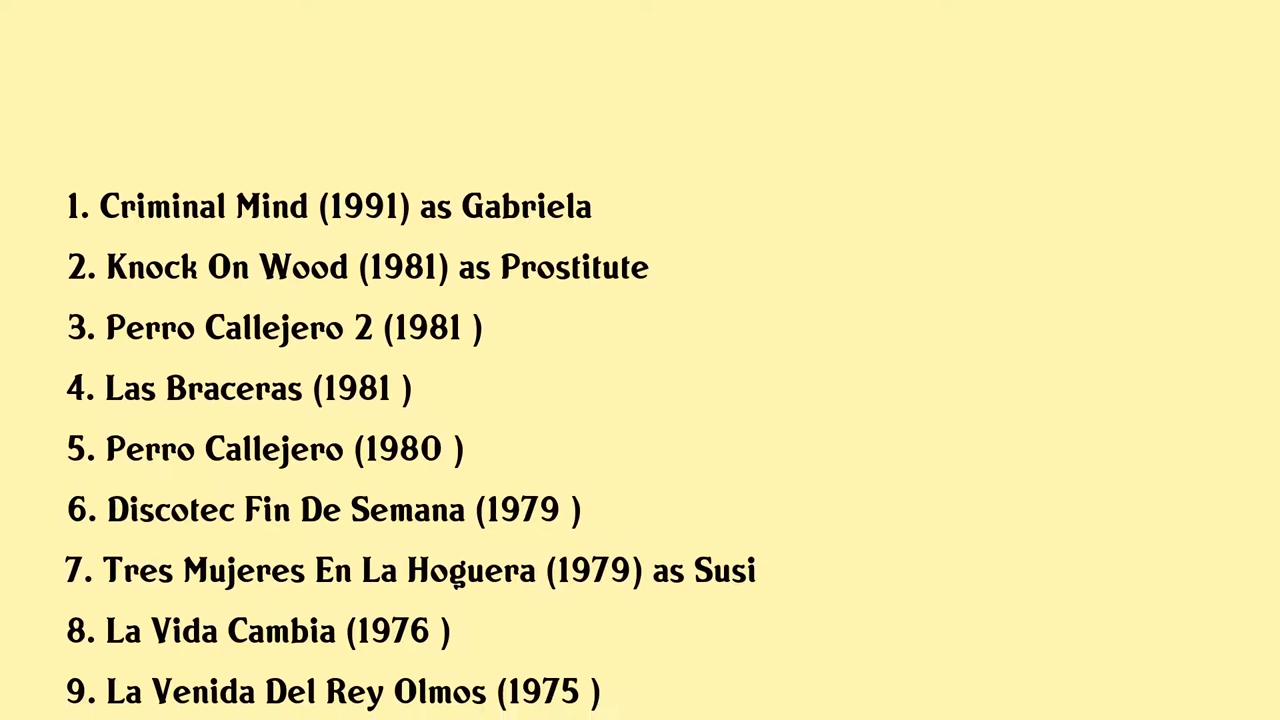 1. Criminal Mind (1991) as Gabriela
2. Knock On Wood (1981) as Prostitute
3. Perro Callejero 2 (1981 )
4. Las Braceras (1981 )
5. Perro Callejero (1980 )
6. Discotec Fin De Semana (1979 )
7. Tres Mujeres En La Hoguera (1979) as Susi
8. La Vida Cambia (1976 )
9. La Venida Del Rey Olmos (1975 )